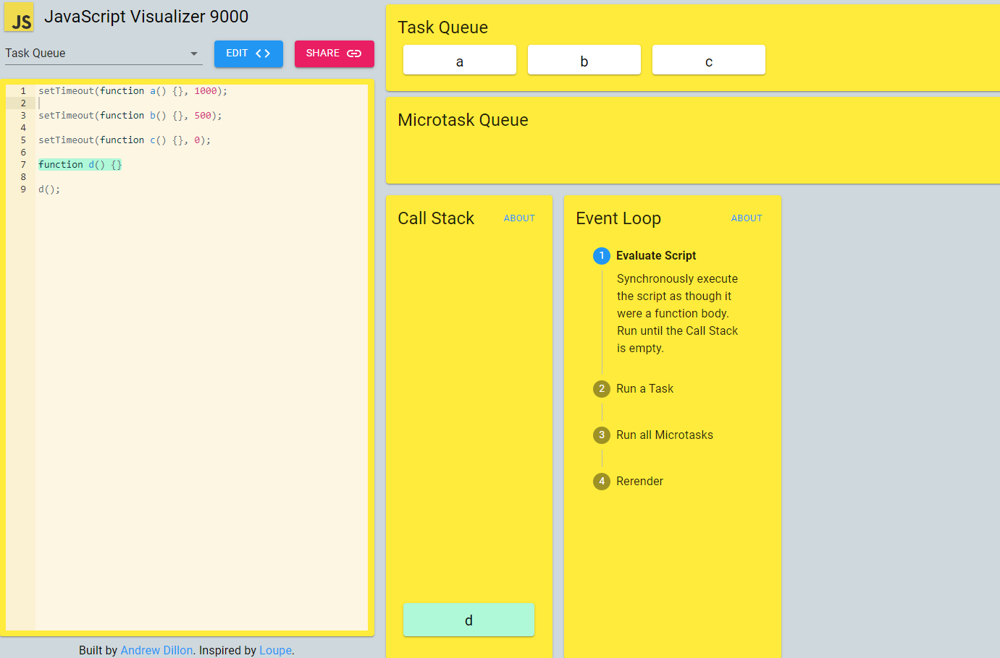 JS
JavaScript Visualizer 9000
Task Queue
EDIT <>
SHARE
1 setTimeout(function a() {}, 1000);
2
3 setTimeout(function b() {}, 500);
4
5 setTimeout(function c() {}, 0);
6
7 function d() {}
8
9 d();
Built by Andrew Dillon. Inspired by Loupe.
Task Queue
a b c
Microtask Queue
Call Stack ABOUT
d
Event Loop ABOUT
1 Evaluate Script
Synchronously execute
the script as though it
were a function body.
Run until the Call Stack
is empty.
2 Run a Task
3 Run all Microtasks
4 Rerender